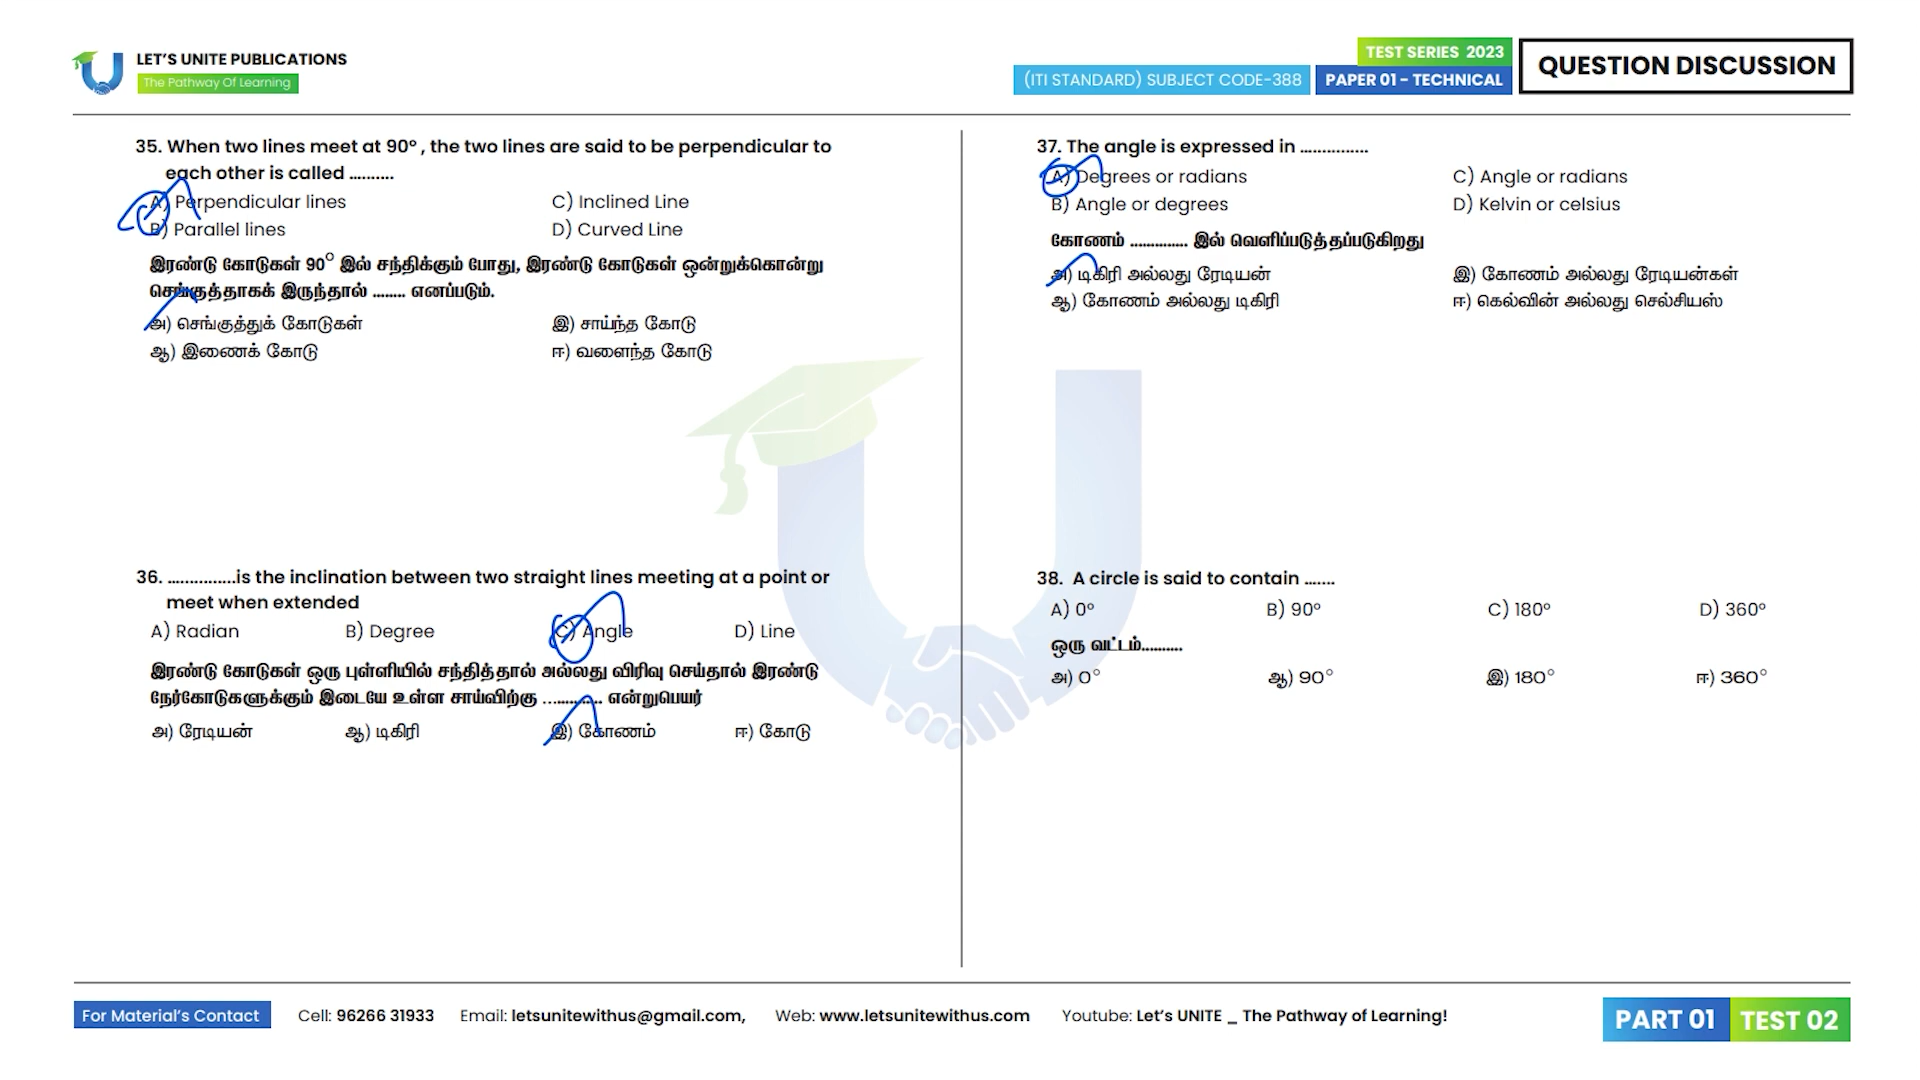 LET'S UNITE PUBLICATIONS
The Pathway Of Learning
TEST SERIES 2023
(ITI STANDARD) SUBJECT CODE-388
PAPER 01 - TECHNICAL
QUESTION DISCUSSION
35. When two lines meet at 90° , the two lines are said to be perpendicular to
each other is called ..........
A) Perpendicular lines C) Inclined Line
B) Parallel lines D) Curved Line
இரண்டு கோடுகள் 90° இல் சந்திக்கும் போது, இரண்டு கோடுகள் ஒன்றுக்கொன்று
செங்குத்தாகக் இருந்தால் ........ எனப்படும்.
அ) செங்குத்துக் கோடுகள் இ) சாய்ந்த கோடு
ஆ) இணைக் கோடு ஈ) வளைந்த கோடு
36. ...............is the inclination between two straight lines meeting at a point or
meet when extended
A) Radian B) Degree C) Angle D) Line
இரண்டு கோடுகள் ஒரு புள்ளியில் சந்தித்தால் அல்லது விரிவு செய்தால் இரண்டு
நேர்கோடுகளுக்கும் இடையே உள்ள சாய்விற்கு ............. என்றுபெயர்
அ) ரேடியன் ஆ) டிகிரி இ) கோணம் ஈ) கோடு
37. The angle is expressed in ...............
A) Degrees or radians C) Angle or radians
B) Angle or degrees D) Kelvin or celsius
கோணம் .............. இல் வெளிப்படுத்தப்படுகிறது
அ) டிகிரி அல்லது ரேடியன் இ) கோணம் அல்லது ரேடியன்கள்
ஆ) கோணம் அல்லது டிகிரி ஈ) கெல்வின் அல்லது செல்சியஸ்
38. A circle is said to contain .......
A) 0° B) 90° C) 180° D) 360°
ஒரு வட்டம்..........
அ) 0° ஆ) 90° இ) 180° ஈ) 360°
For Material's Contact Cell: 96266 31933 Email: letsunitewithus@gmail.com, Web: www.letsunitewithus.com Youtube: Let's UNITE _ The Pathway of Learning!
PART 01 TEST 02